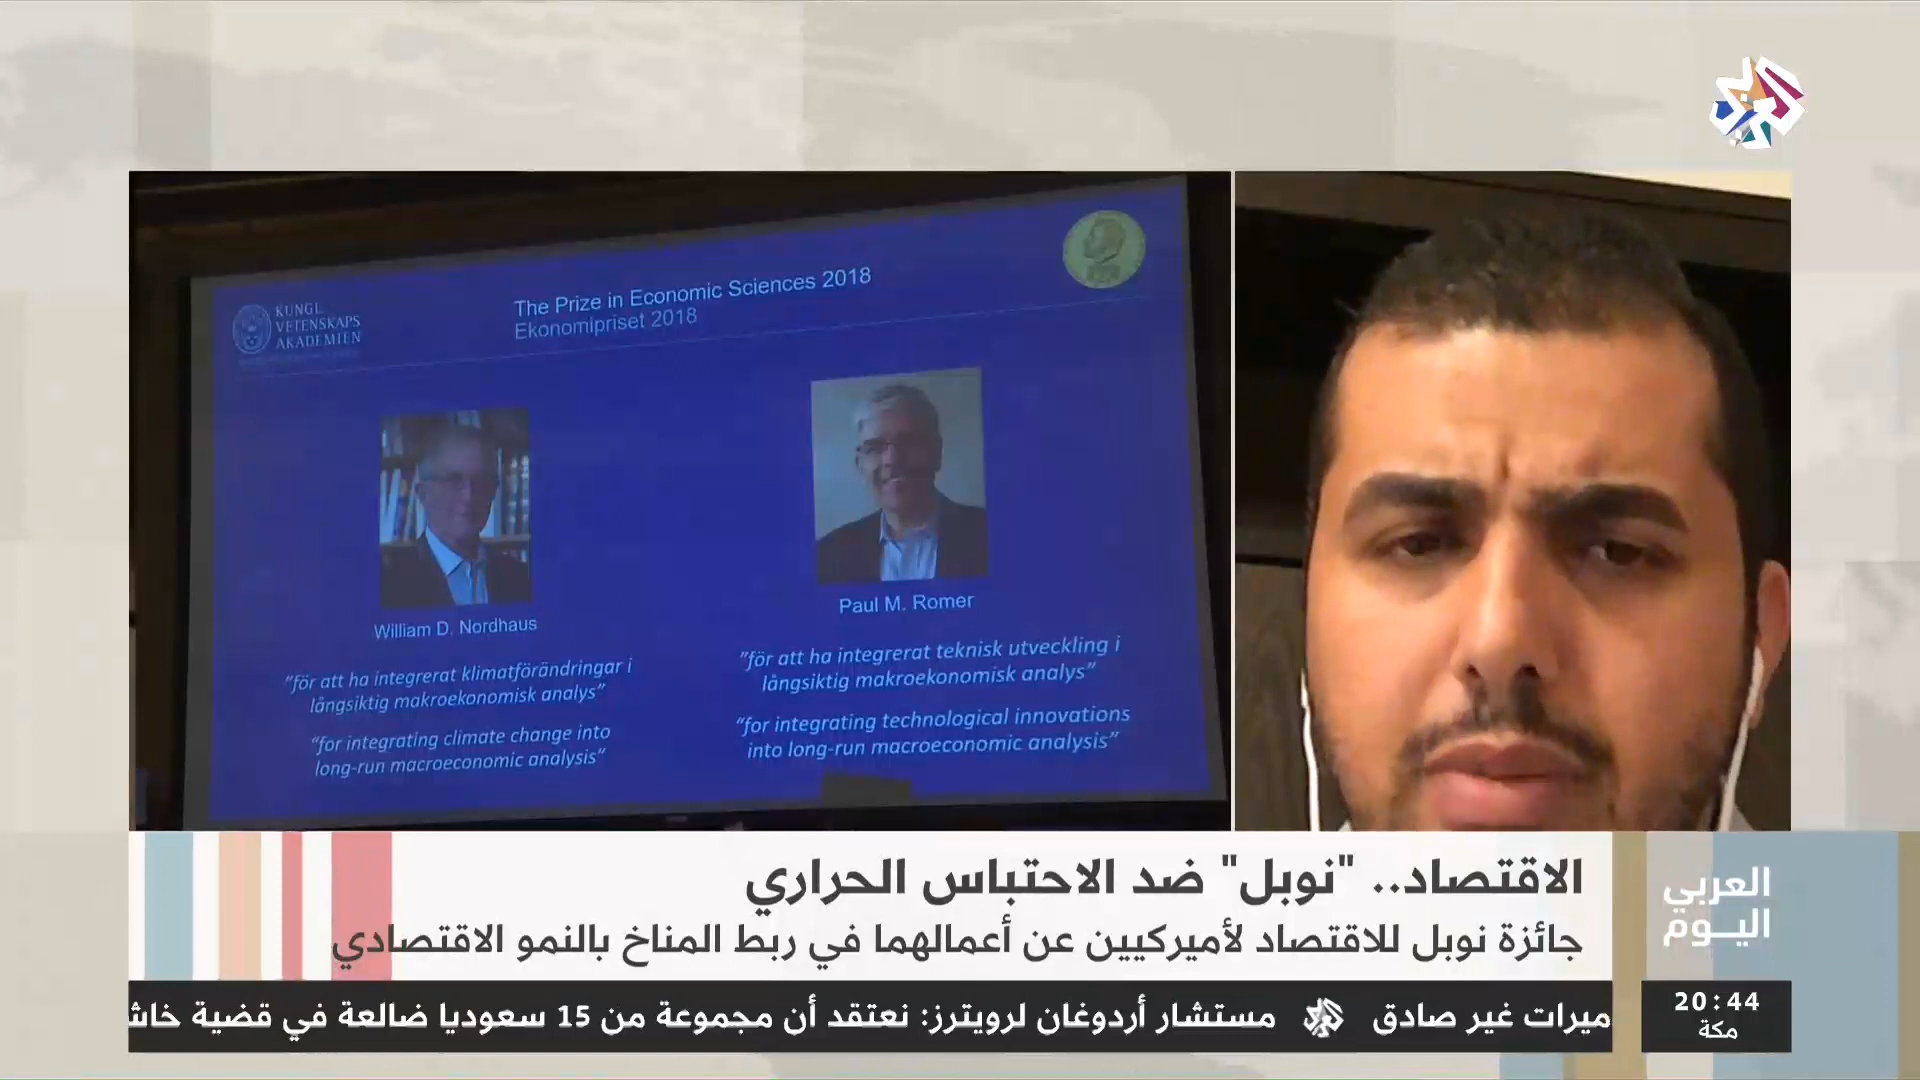 KUNGL.
VETENSKAPS
AKADEMIEN
The Prize in Economic Sciences 2018
Ekonomipriset 2018
William D. Nordhaus
"för att ha integrerat klimatförändringar i
långsiktig makroekonomisk analys"
"for integrating climate change into
long-run macroeconomic analysis"
Paul M. Romer
"för att ha integrerat teknisk utveckling i
långsiktig makroekonomisk analys"
"for integrating technological innovations
into long-run macroeconomic analysis"
الاقتصاد.. "نوبل" ضد الاحتباس الحراري
جائزة نوبل للاقتصاد لأميركيين عن أعمالهما في ربط المناخ بالنمو الاقتصادي
العربي
اليوم
ميرات غير صادق
مستشار أردوغان لرويترز: نعتقد أن مجموعة من 15 سعوديا ضالعة في قضية خاش
20:44
مكة